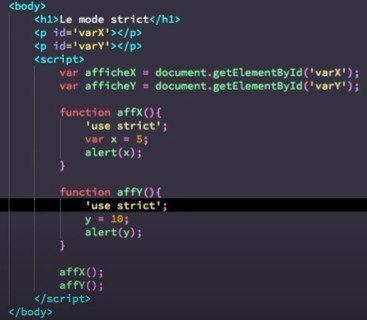 <body>
<h1>Le mode strict</h1>
<p id='varX'></p>
<p id='varY'></p>
<script>
var afficheX = document.getElementById('varX');
var afficheY = document.getElementById('varY');
function affX(){
'use strict';
var x = 5;
alert(x);
}
function affY(){
'use strict';
y = 10;
alert(y);
}
affX();
affY();
</script>
</body>